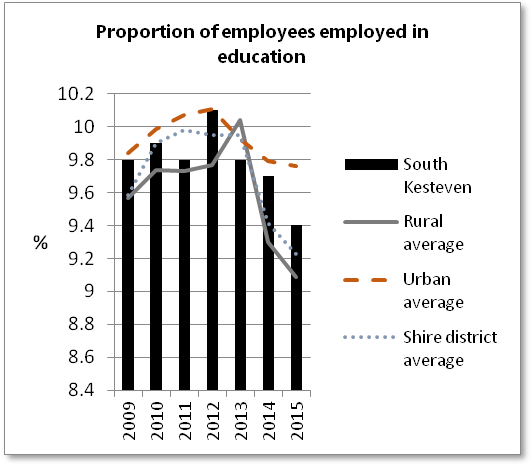 Proportion of employees employed in
education
10.2
10
9.8
9.6
9.4
9.2
9
8.8
8.6
8.4
%
2009
2010
2011
2012
2013
2014
2015
South
Kesteven
Rural
average
Urban
average
Shire district
average